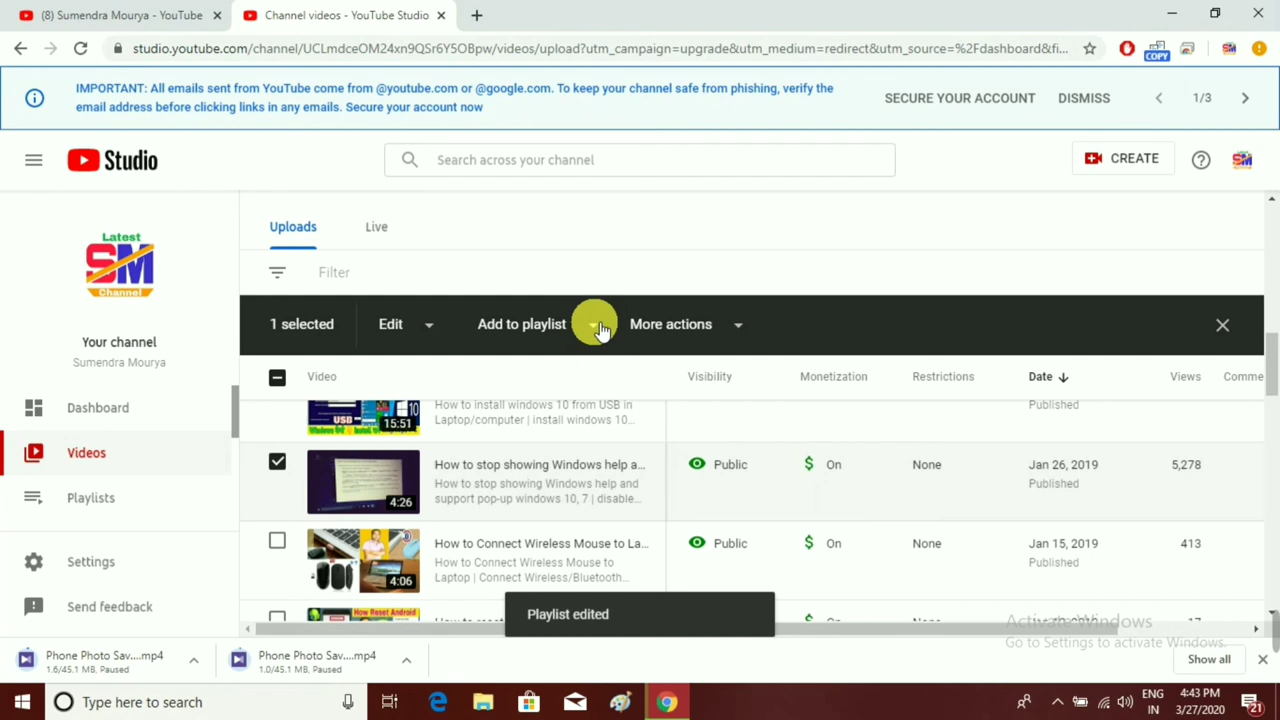 (8) Sumendra Mourya - YouTube
Channel videos - YouTube Studio
studio.youtube.com/channel/UCLmdceOM24xn9QSr6Y5OBpw/videos/upload?utm_campaign=upgrade&utm_medium=redirect&utm_source=%2Fdashboard&fi...
COPY
IMPORTANT: All emails sent from YouTube come from @youtube.com or @google.com. To keep your channel safe from phishing, verify the
email address before clicking links in any emails. Secure your account now
SECURE YOUR ACCOUNT
DISMISS
1/3
Studio
Search across your channel
CREATE
SM
Latest
SM
Channel
Your channel
Sumendra Mourya
Dashboard
Videos
Playlists
Settings
Send feedback
Uploads
Live
Filter
1 selected
Edit
Add to playlist
More actions
Video
Visibility
Monetization
Restrictions
Date
Views
Comme
USB
10
15:51
How to install windows 10 from USB in
Laptop/computer | install windows 10...
Published
4:26
How to stop showing Windows help a...
How to stop showing Windows help and
support pop-up windows 10, 7 | disable...
Public
On
None
Jan 26, 2019
Published
5,278
4:06
How to Connect Wireless Mouse to La...
How to Connect Wireless Mouse to
Laptop | Connect Wireless/Bluetooth...
Public
On
None
Jan 15, 2019
Published
413
How Reset Android
Playlist edited
Activate Windows
Go to Settings to activate Windows.
Phone Photo Sav....mp4
1.6/45.1 MB, Paused
Phone Photo Sav....mp4
1.0/45.1 MB, Paused
Show all
Type here to search
ENG
IN
4:43 PM
3/27/2020
21